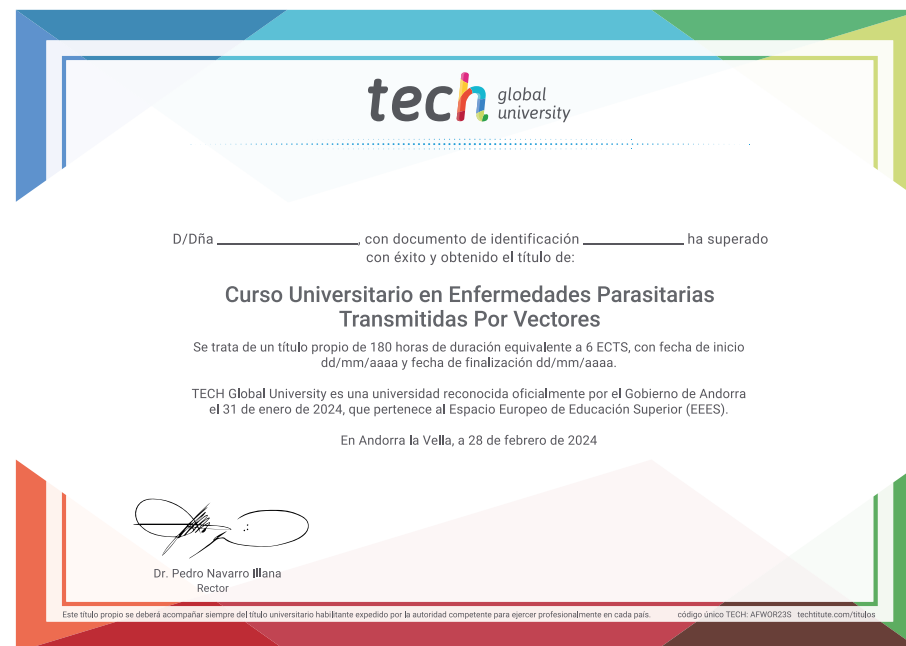 tech global university
D/Dña ________________, con documento de identificación ____________ ha superado
con éxito y obtenido el título de:
Curso Universitario en Enfermedades Parasitarias
Transmitidas Por Vectores
Se trata de un título propio de 180 horas de duración equivalente a 6 ECTS, con fecha de inicio
dd/mm/aaaa y fecha de finalización dd/mm/aaaa.
TECH Global University es una universidad reconocida oficialmente por el Gobierno de Andorra
el 31 de enero de 2024, que pertenece al Espacio Europeo de Educación Superior (EEES).
En Andorra la Vella, a 28 de febrero de 2024
Dr. Pedro Navarro Illana
Rector
Este título propio se deberá acompañar siempre del título universitario habilitante expedido por la autoridad competente para ejercer profesionalmente en cada país. código único TECH: AFWOR23S techtitute.com/titulos